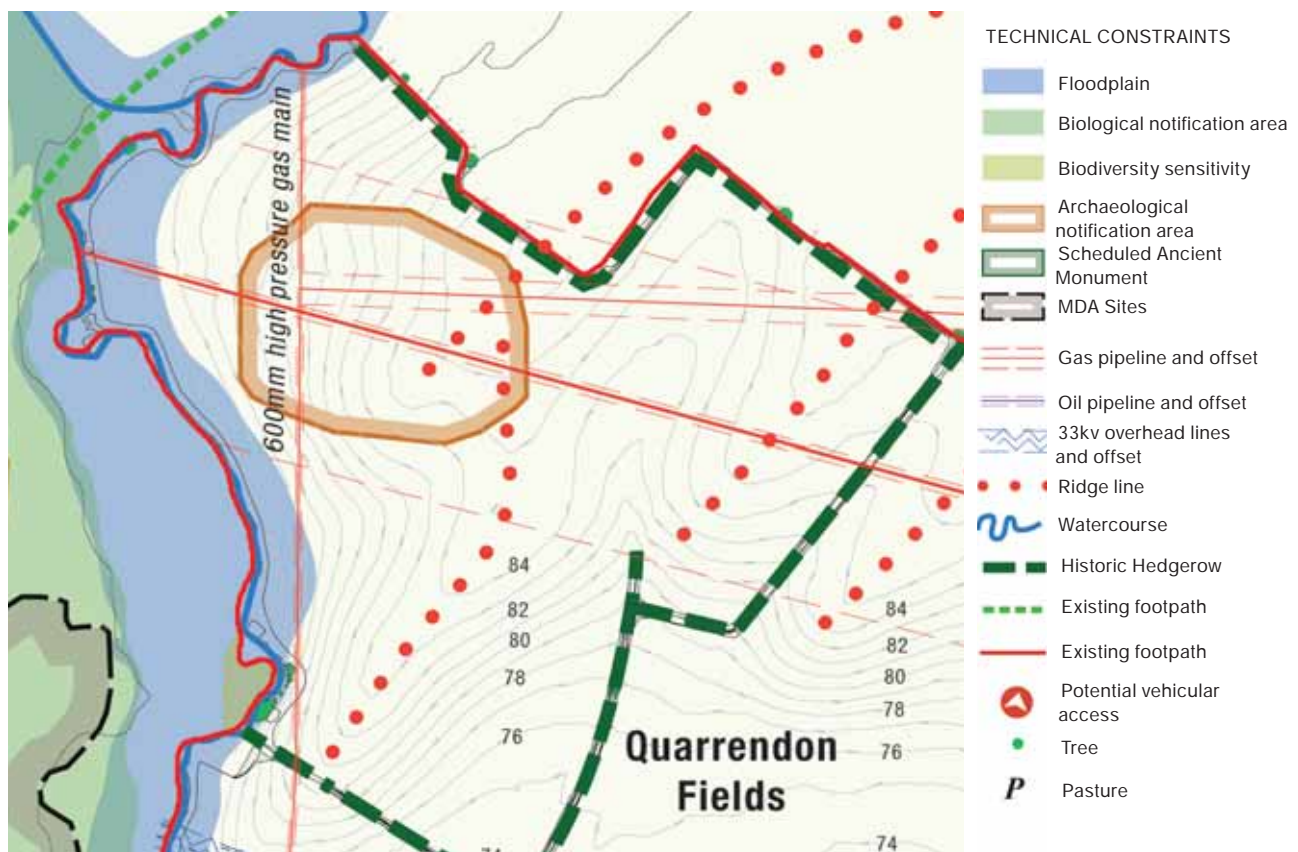 600mm high pressure gas main
84
82
80
78
76
84
82
80
78
76
74
Quarrendon
Fields
TECHNICAL CONSTRAINTS
Floodplain
Biological notification area
Biodiversity sensitivity
Archaeological
notification area
Scheduled Ancient
Monument
MDA Sites
Gas pipeline and offset
Oil pipeline and offset
33kv overhead lines
and offset
Ridge line
Watercourse
Historic Hedgerow
Existing footpath
Existing footpath
Potential vehicular
access
Tree
P
Pasture